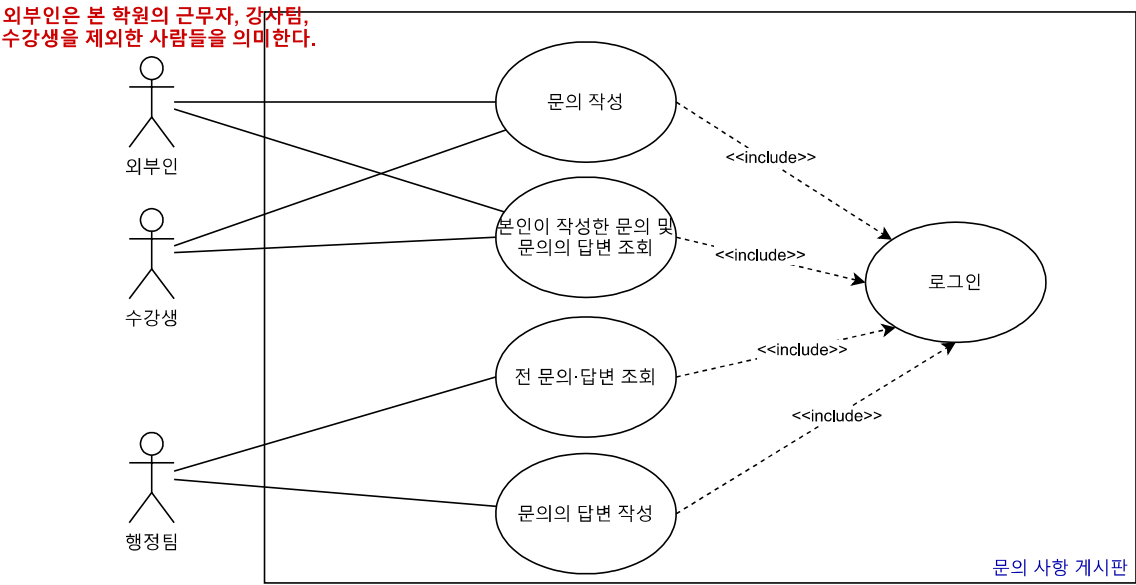 외부인은 본 학원의 근무자, 강사팀,
수강생을 제외한 사람들을 의미한다.
외부인
수강생
행정팀
문의 작성
본인이 작성한 문의 및
문의의 답변 조회
전 문의·답변 조회
문의의 답변 작성
<<include>>
<<include>>
<<include>>
<<include>>
로그인
문의 사항 게시판